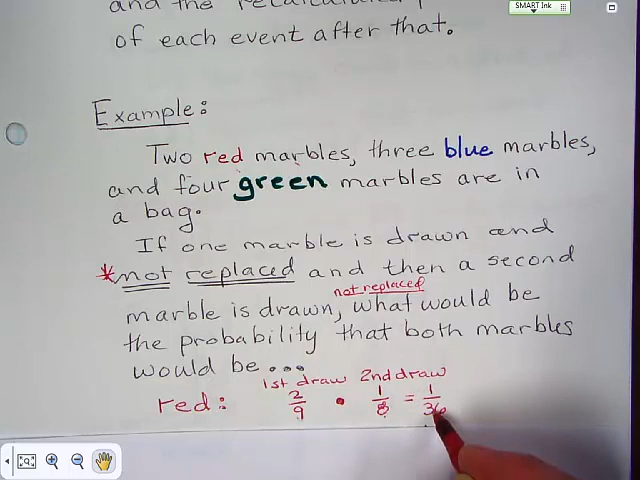 and the
of each event after that.
SMART Ink
Example:
Two red marbles, three blue marbles,
and four green marbles are in
a bag.
If one marble is drawn and
*not replaced and then a second
not replaced
marble is drawn, what would be
the probability that both marbles
would be...
1st draw 2nd draw
red: 2/9 • 1/8 = 1/36